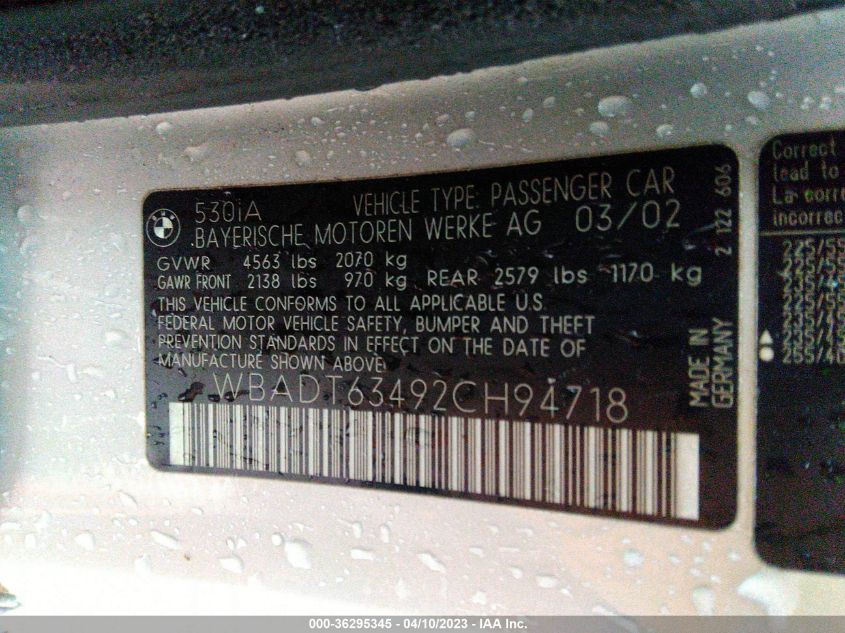 530iA VEHICLE TYPE: PASSENGER CAR
BAYERISCHE MOTOREN WERKE AG 03/02
GVWR 4563 lbs 2070 kg
GAWR FRONT 2138 lbs 970 kg REAR 2579 lbs 1170 kg
THIS VEHICLE CONFORMS TO ALL APPLICABLE U.S.
FEDERAL MOTOR VEHICLE SAFETY, BUMPER AND THEFT
PREVENTION STANDARDS IN EFFECT ON THE DATE OF
MANUFACTURE SHOWN ABOVE.
WBADT63492CH94718
MADE IN
GERMANY
2 122 606
Correct
lead to
La corre
incorrec
225/55
000-36295345 - 04/10/2023 - IAA Inc.